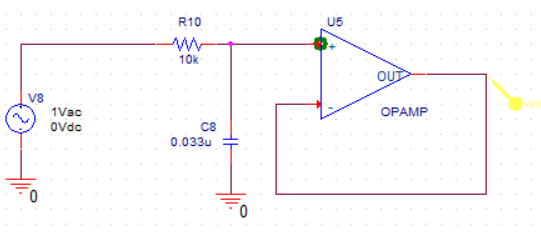 R10
10k
U5
+
OUT
-
OPAMP
V8
1Vac
0Vdc
C8
0.033u
0
0